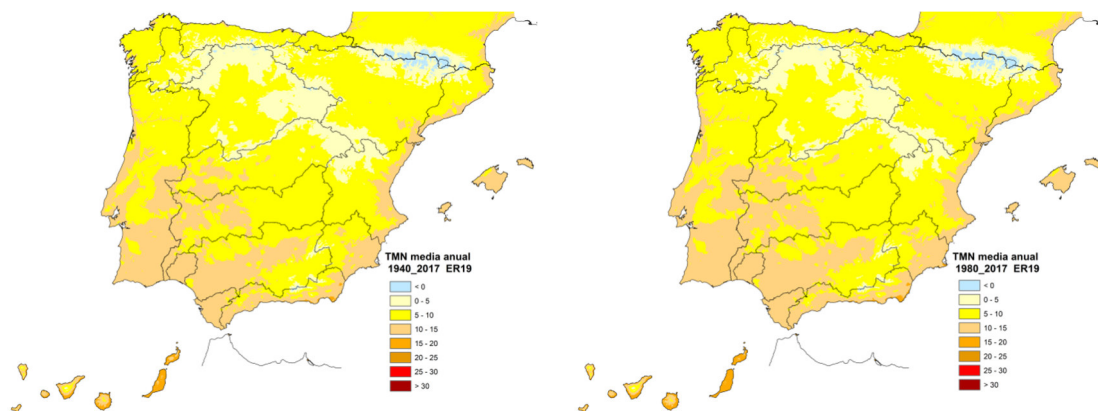 TMN media anual
1940_2017 ER19
< 0
0 - 5
5 - 10
10 - 15
15 - 20
20 - 25
25 - 30
> 30
TMN media anual
1980_2017 ER19
< 0
0 - 5
5 - 10
10 - 15
15 - 20
20 - 25
25 - 30
> 30